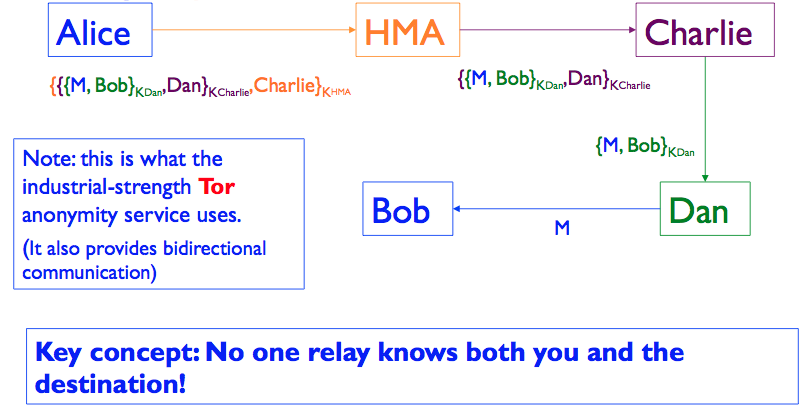 Alice
HMA
Charlie
{{{M, Bob}KDan,Dan}KCharlie,Charlie}KHMA
{{M, Bob}KDan,Dan}KCharlie
{M, Bob}KDan
Note: this is what the
industrial-strength Tor
anonymity service uses.
(It also provides bidirectional
communication)
Bob
M
Dan
Key concept: No one relay knows both you and the
destination!